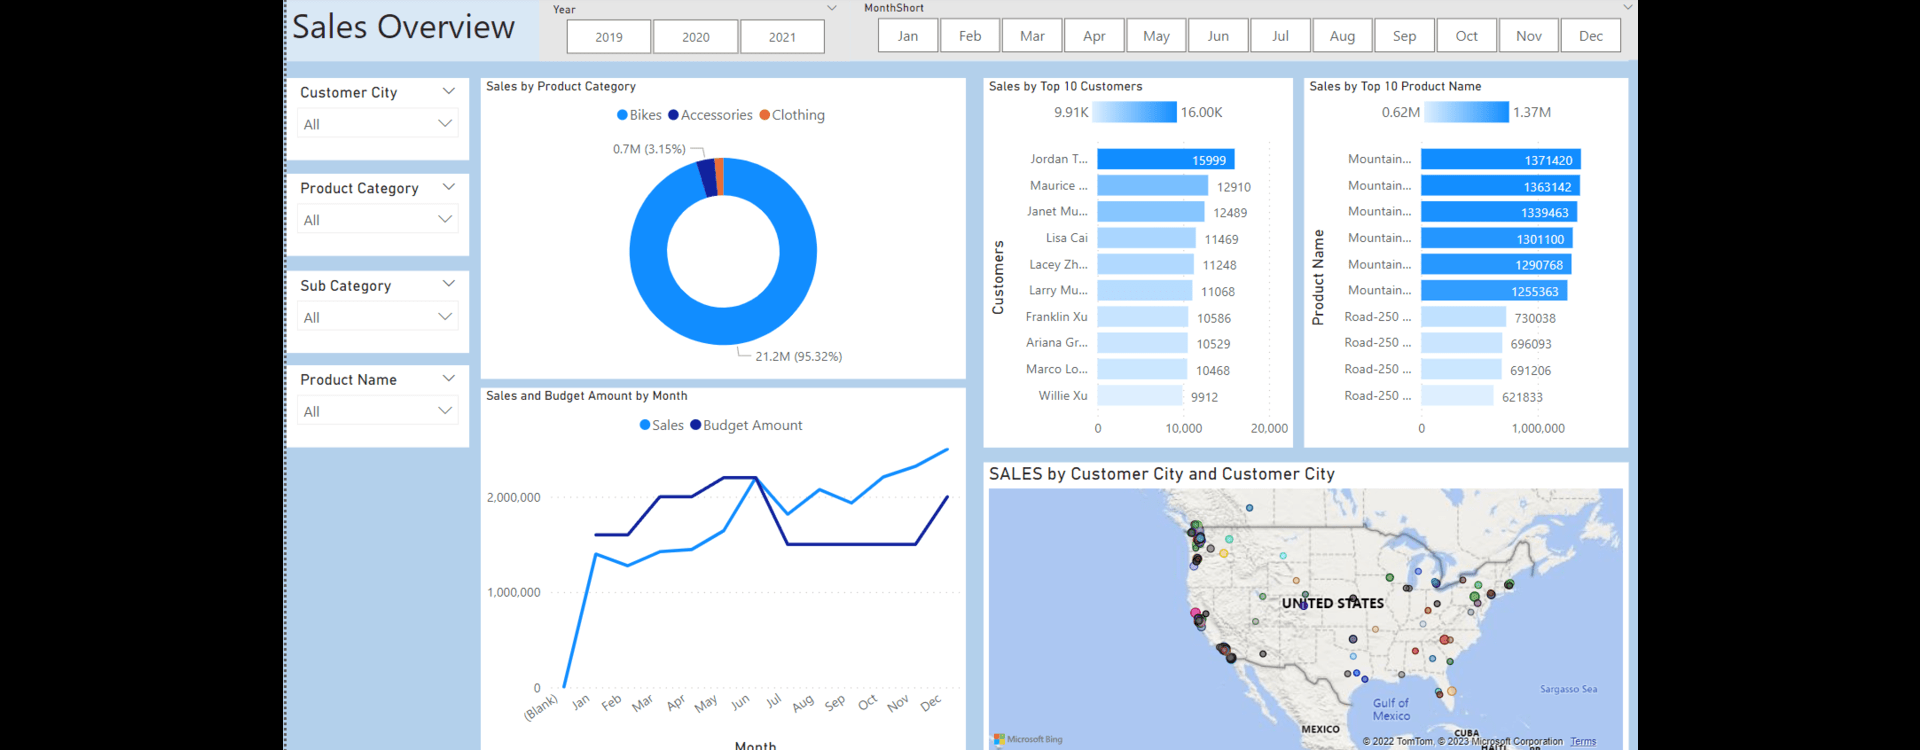 Sales Overview
Year
2019
2020
2021
MonthShort
Jan
Feb
Mar
Apr
May
Jun
Jul
Aug
Sep
Oct
Nov
Dec
Customer City
All
Product Category
All
Sub Category
All
Product Name
All
Sales by Product Category
Bikes
Accessories
Clothing
0.7M (3.15%)
21.2M (95.32%)
Sales and Budget Amount by Month
Sales
Budget Amount
2,000,000
1,000,000
0
(Blank)
Jan
Feb
Mar
Apr
May
Jun
Jul
Aug
Sep
Oct
Nov
Dec
Month
Sales by Top 10 Customers
9.91K
16.00K
Customers
Jordan T... 15999
Maurice ... 12910
Janet Mu... 12489
Lisa Cai 11469
Lacey Zh... 11248
Larry Mu... 11068
Franklin Xu 10586
Ariana Gr... 10529
Marco Lo... 10468
Willie Xu 9912
0
10,000
20,000
Sales by Top 10 Product Name
0.62M
1.37M
Product Name
Mountain... 1371420
Mountain... 1363142
Mountain... 1339463
Mountain... 1301100
Mountain... 1290768
Mountain... 1255363
Road-250 ... 730038
Road-250 ... 696093
Road-250 ... 691206
Road-250 ... 621833
0
1,000,000
SALES by Customer City and Customer City
UNITED STATES
Sargasso Sea
Gulf of
Mexico
MEXICO
CUBA
HAITI
Microsoft Bing
© 2022 TomTom, © 2023 Microsoft Corporation
Terms